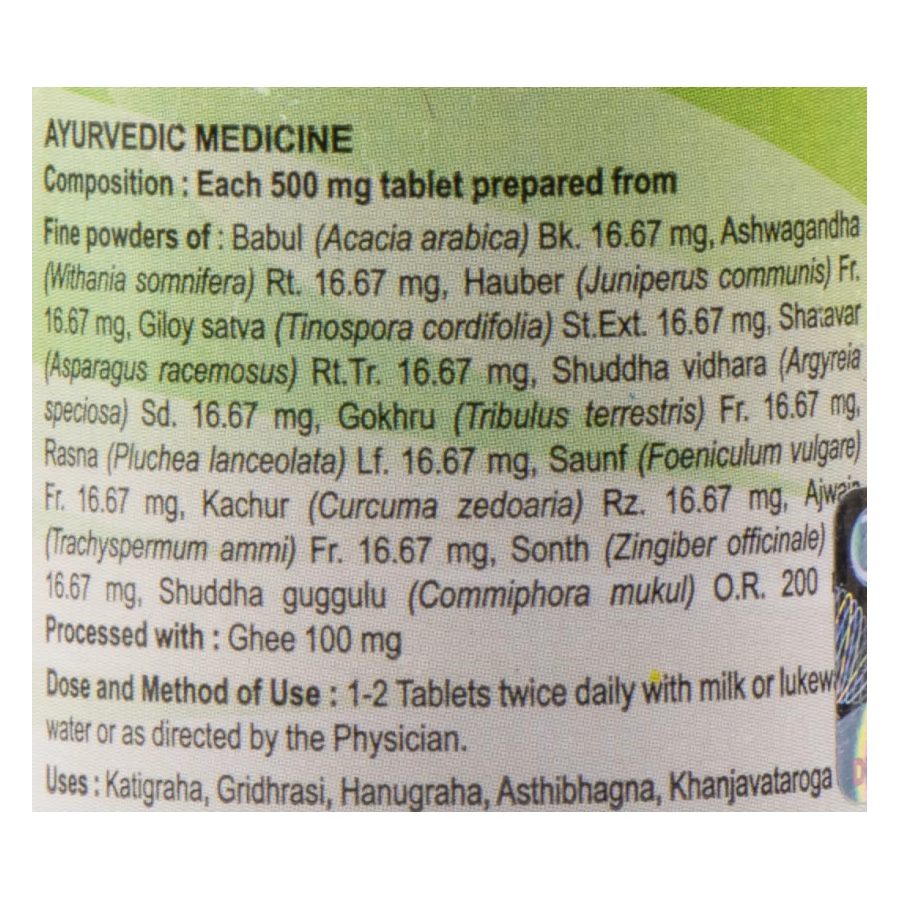 AYURVEDIC MEDICINE
Composition : Each 500 mg tablet prepared from
Fine powders of : Babul (Acacia arabica) Bk. 16.67 mg, Ashwagandha
(Withania somnifera) Rt. 16.67 mg, Hauber (Juniperus communis) Fr.
16.67 mg, Giloy satva (Tinospora cordifolia) St.Ext. 16.67 mg, Shatavar
(Asparagus racemosus) Rt.Tr. 16.67 mg, Shuddha vidhara (Argyreia
speciosa) Sd. 16.67 mg, Gokhru (Tribulus terrestris) Fr. 16.67 mg,
Rasna (Pluchea lanceolata) Lf. 16.67 mg, Saunf (Foeniculum vulgare)
Fr. 16.67 mg, Kachur (Curcuma zedoaria) Rz. 16.67 mg, Ajwain
(Trachyspermum ammi) Fr. 16.67 mg, Sonth (Zingiber officinale)
16.67 mg, Shuddha guggulu (Commiphora mukul) O.R. 200
Processed with : Ghee 100 mg
Dose and Method of Use : 1-2 Tablets twice daily with milk or lukew
water or as directed by the Physician.
Uses : Katigraha, Gridhrasi, Hanugraha, Asthibhagna, Khanjavataroga